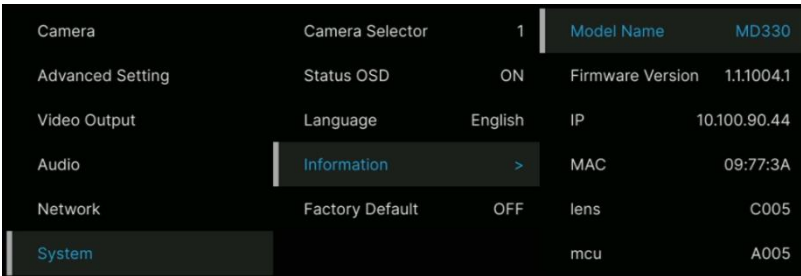 Camera
Advanced Setting
Video Output
Audio
Network
System
Camera Selector 1
Status OSD ON
Language English
Information >
Factory Default OFF
Model Name MD330
Firmware Version 1.1.1004.1
IP 10.100.90.44
MAC 09:77:3A
lens C005
mcu A005